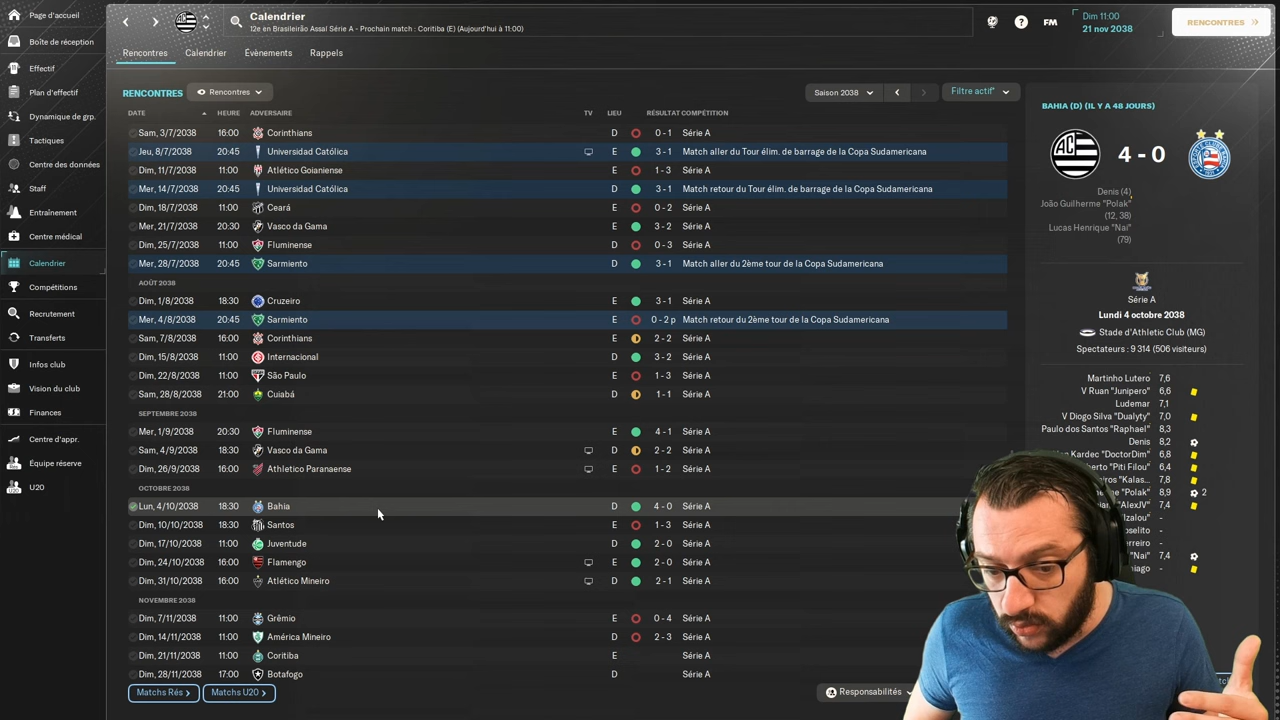 Page d'accueil
Boîte de réception
Effectif
Plan d'effectif
Dynamique de grp.
Tactiques
Centre des données
Staff
Entraînement
Centre médical
Calendrier
Compétitions
Recrutement
Transferts
Infos club
Vision du club
Finances
Centre d'appr.
Équipe réserve
U20
Calendrier
12e en Brasileirão Assaí Série A - Prochain match : Coritiba (E) (Aujourd'hui à 11:00)
FM
Dim 11:00
21 nov 2038
RENCONTRES
Rencontres Calendrier Évènements Rappels
RENCONTRES Rencontres Saison 2038 Filtre actif*
DATE HEURE ADVERSAIRE TV LIEU RÉSULTAT COMPÉTITION
Sam, 3/7/2038 16:00 Corinthians D 0 - 1 Série A
Jeu, 8/7/2038 20:45 Universidad Católica D 3 - 1 Match aller du Tour élim. de barrage de la Copa Sudamericana
Dim, 11/7/2038 11:00 Atlético Goianiense D 1 - 3 Série A
Mer, 14/7/2038 20:45 Universidad Católica D 3 - 1 Match retour du Tour élim. de barrage de la Copa Sudamericana
Dim, 18/7/2038 11:00 Ceará D 0 - 2 Série A
Mer, 21/7/2038 20:30 Vasco da Gama E 3 - 2 Série A
Dim, 25/7/2038 11:00 Fluminense D 0 - 3 Série A
Mer, 28/7/2038 20:45 Sarmiento D 3 - 1 Match aller du 2ème tour de la Copa Sudamericana
AOÛT 2038
Dim, 1/8/2038 18:30 Cruzeiro E 3 - 1 Série A
Mer, 4/8/2038 20:45 Sarmiento E 0 - 2 p Match retour du 2ème tour de la Copa Sudamericana
Sam, 7/8/2038 16:00 Corinthians E 2 - 2 Série A
Dim, 15/8/2038 11:00 Internacional D 3 - 2 Série A
Dim, 22/8/2038 11:00 São Paulo E 1 - 3 Série A
Sam, 28/8/2038 21:00 Cuiabá D 1 - 1 Série A
SEPTEMBRE 2038
Mer, 1/9/2038 20:30 Fluminense E 4 - 1 Série A
Sam, 4/9/2038 18:30 Vasco da Gama D 2 - 2 Série A
Dim, 26/9/2038 16:00 Athletico Paranaense E 1 - 2 Série A
OCTOBRE 2038
Lun, 4/10/2038 18:30 Bahia D 4 - 0 Série A
Dim, 10/10/2038 18:30 Santos E 1 - 3 Série A
Dim, 17/10/2038 11:00 Juventude D 2 - 0 Série A
Dim, 24/10/2038 16:00 Flamengo E 2 - 0 Série A
Dim, 31/10/2038 16:00 Atlético Mineiro D 2 - 1 Série A
NOVEMBRE 2038
Dim, 7/11/2038 11:00 Grêmio E 0 - 4 Série A
Dim, 14/11/2038 11:00 América Mineiro D 2 - 3 Série A
Dim, 21/11/2038 11:00 Coritiba E Série A
Dim, 28/11/2038 17:00 Botafogo D Série A
Matchs Rés Matchs U20 Responsabilités
BAHIA (D) (IL Y A 48 JOURS)
4 - 0
Denis (4)
João Guilherme "Polak"
(12, 38)
Lucas Henrique "Nai"
(79)
Série A
Lundi 4 octobre 2038
Stade d'Athletic Club (MG)
Spectateurs : 9 314 (506 visiteurs)
Martinho Lutero 7,6
V Ruan "Junipero" 6,6
Ludemar 7,1
V Diogo Silva "Dualyty" 7,0
Paulo dos Santos "Raphael" 8,3
Denis 8,2
Kardec "DoctorDim" 6,8
"Piti Filou" 6,4
7,8
"Polak" 8,9 2
"AlexJV" 7,4
-
-
-
"Nai" 7,4
-